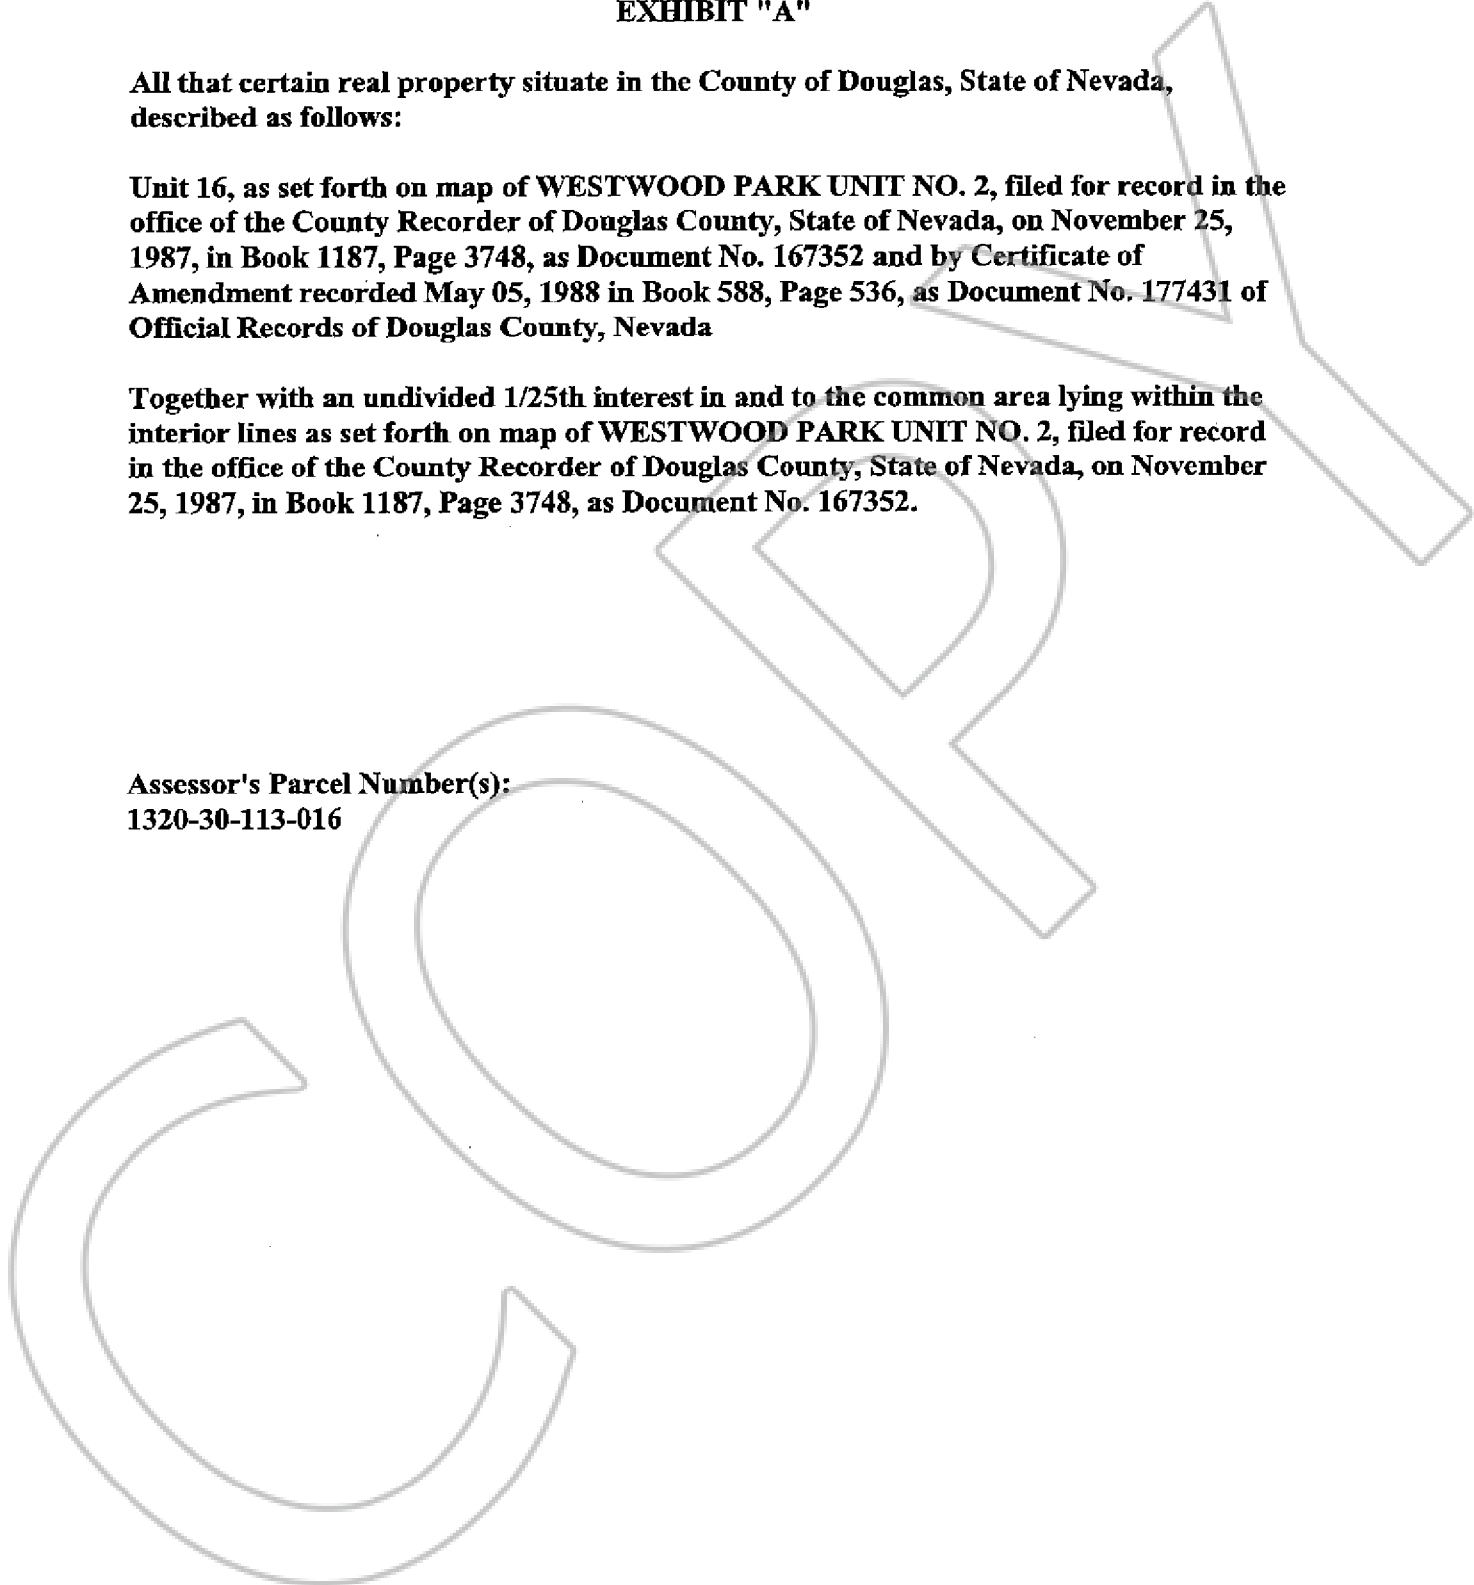 EXHIBIT "A"
All that certain real property situate in the County of Douglas, State of Nevada,
described as follows:
Unit 16, as set forth on map of WESTWOOD PARK UNIT NO. 2, filed for record in the
office of the County Recorder of Douglas County, State of Nevada, on November 25,
1987, in Book 1187, Page 3748, as Document No. 167352 and by Certificate of
Amendment recorded May 05, 1988 in Book 588, Page 536, as Document No. 177431 of
Official Records of Douglas County, Nevada
Together with an undivided 1/25th interest in and to the common area lying within the
interior lines as set forth on map of WESTWOOD PARK UNIT NO. 2, filed for record
in the office of the County Recorder of Douglas County, State of Nevada, on November
25, 1987, in Book 1187, Page 3748, as Document No. 167352.
Assessor's Parcel Number(s):
1320-30-113-016
COPY